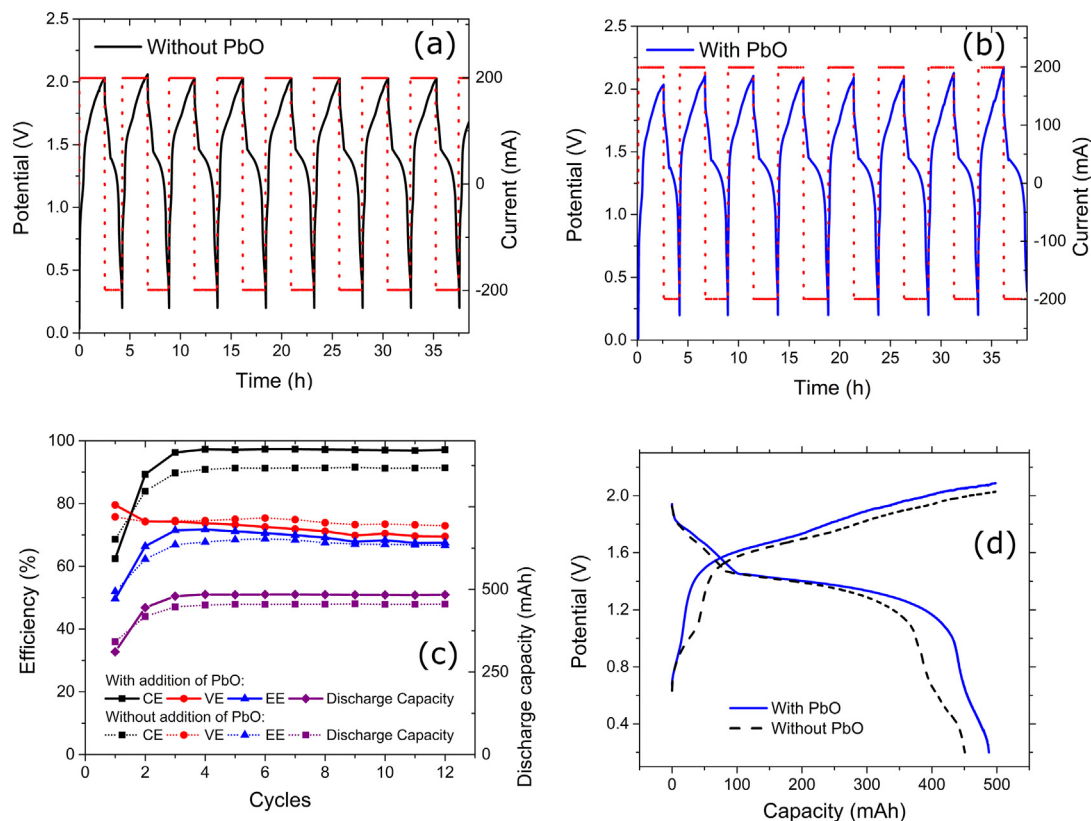 Without PbO
(a)
2.5
2.0
1.5
1.0
0.5
0.0
Potential (V)
200
0
-200
Current (mA)
0 5 10 15 20 25 30 35
Time (h)
With PbO
(b)
2.5
2.0
1.5
1.0
0.5
0.0
Potential (V)
200
100
0
-100
-200
Current (mA)
0 5 10 15 20 25 30 35
Time (h)
100
80
60
40
20
0
Efficiency (%)
(c)
With addition of PbO:
CE VE EE Discharge Capacity
Without addition of PbO:
CE VE EE Discharge Capacity
500
250
0
Discharge capacity (mAh)
0 2 4 6 8 10 12
Cycles
2.0
1.6
1.2
0.8
0.4
Potential (V)
(d)
With PbO
Without PbO
0 100 200 300 400 500
Capacity (mAh)